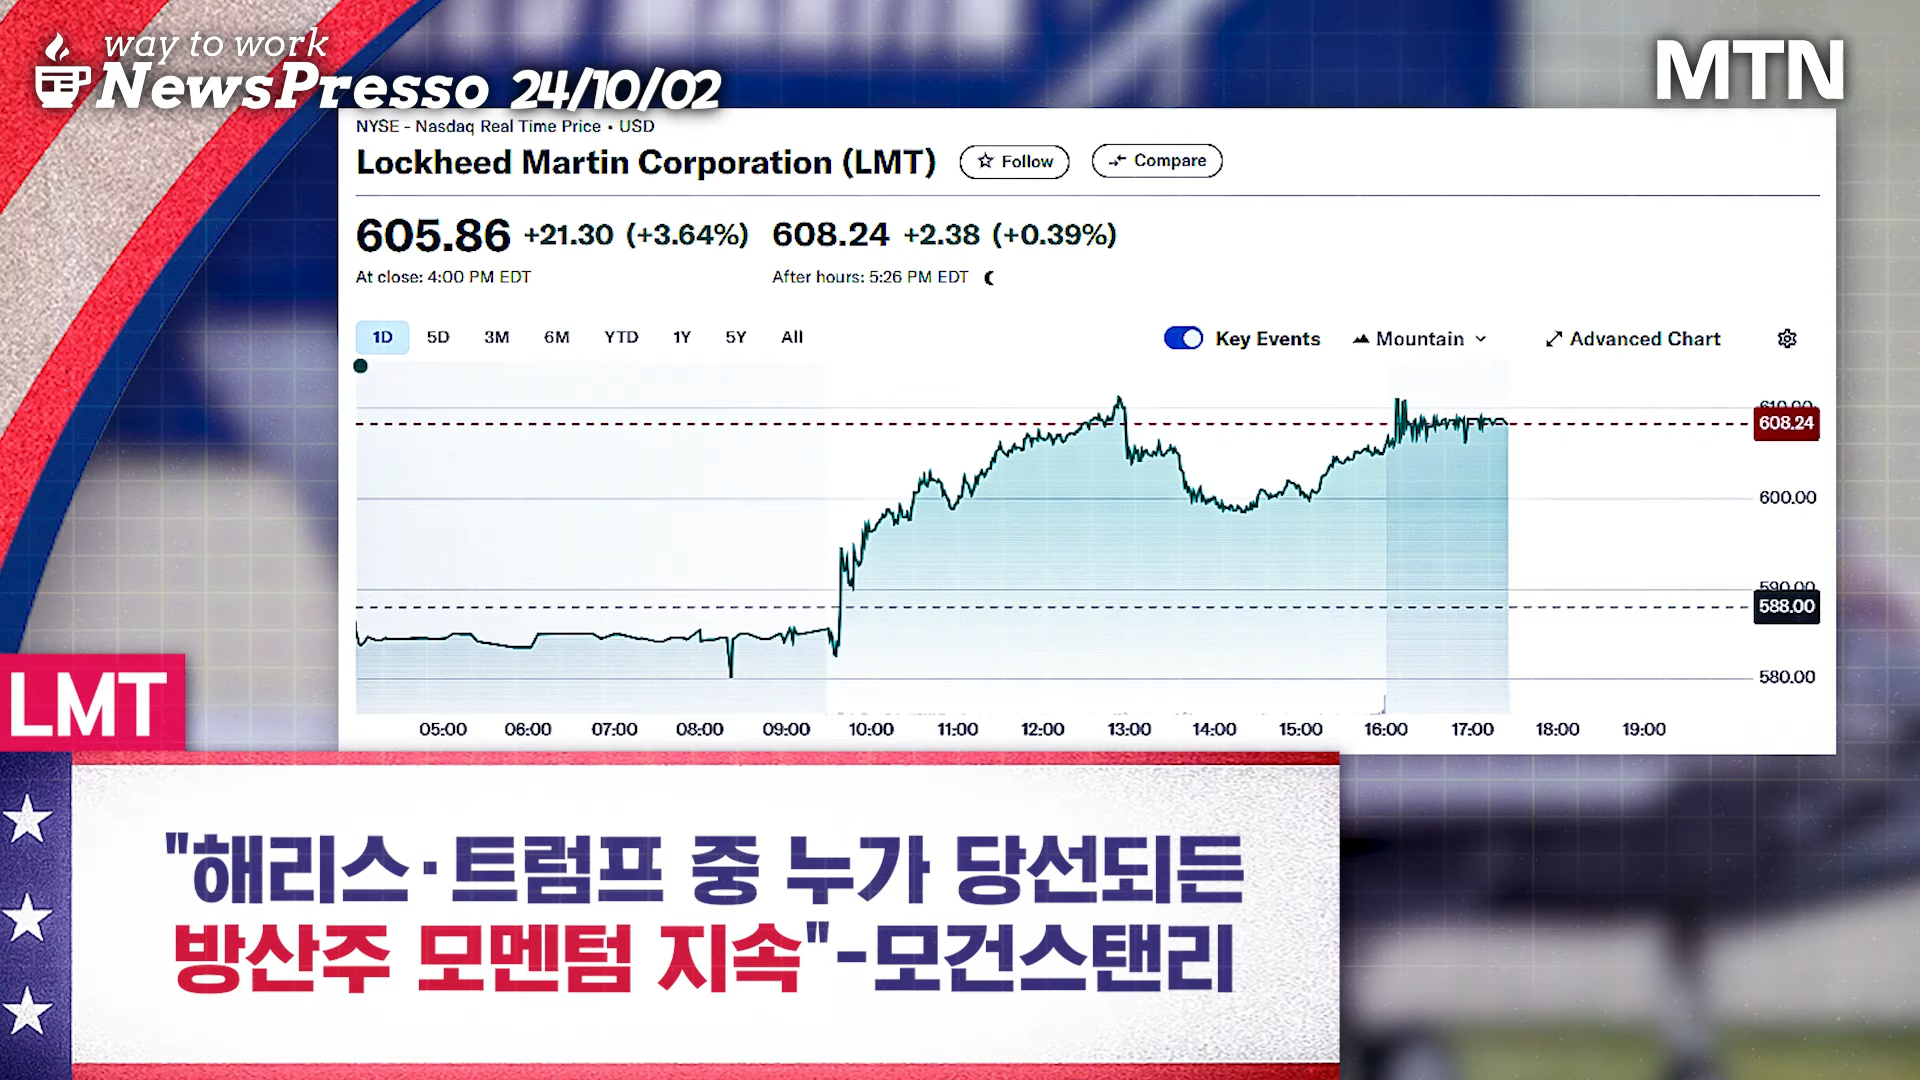 way to work
NewsPresso 24/10/02
MTN
NYSE - Nasdaq Real Time Price • USD
Lockheed Martin Corporation (LMT)
Follow
Compare
605.86 +21.30 (+3.64%) 608.24 +2.38 (+0.39%)
At close: 4:00 PM EDT After hours: 5:26 PM EDT
1D 5D 3M 6M YTD 1Y 5Y All
Key Events Mountain Advanced Chart
610.00
608.24
600.00
590.00
588.00
580.00
05:00 06:00 07:00 08:00 09:00 10:00 11:00 12:00 13:00 14:00 15:00 16:00 17:00 18:00 19:00
LMT
"해리스·트럼프 중 누가 당선되든
방산주 모멘텀 지속"-모건스탠리